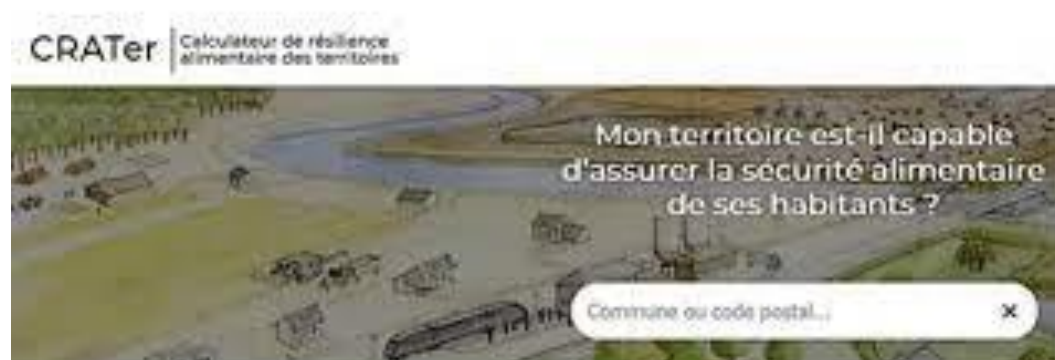 CRATer
Calculateur de résilience
alimentaire des territoires
Mon territoire est-il capable
d'assurer la sécurité alimentaire
de ses habitants ?
Commune ou code postal...